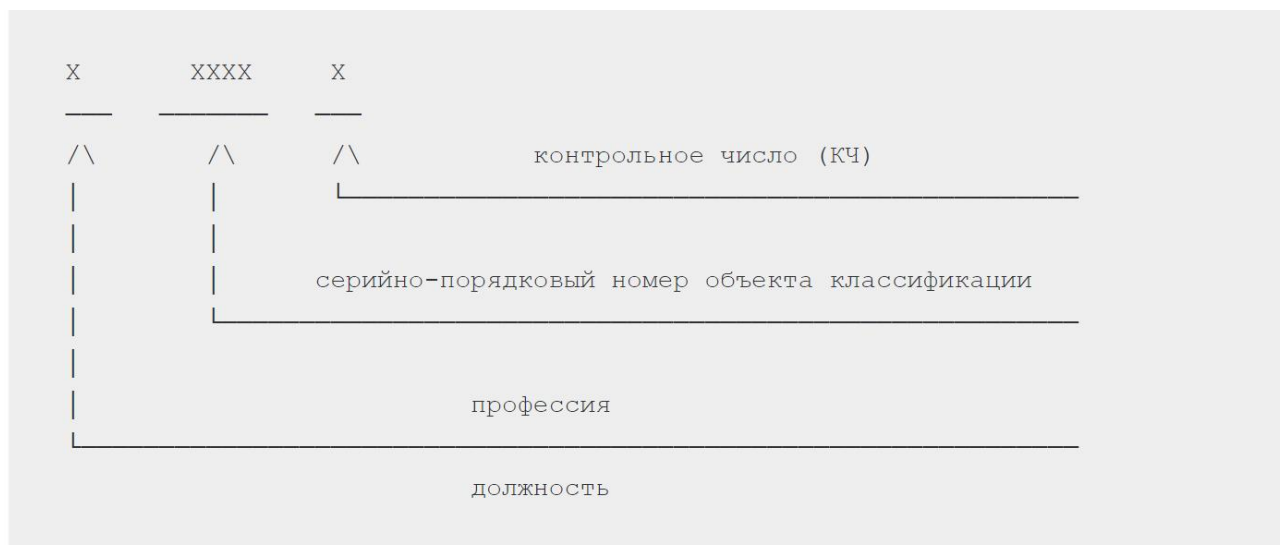 X XXXX X
/\ /\ /\ контрольное число (КЧ)
серийно-порядковый номер объекта классификации
профессия
должность